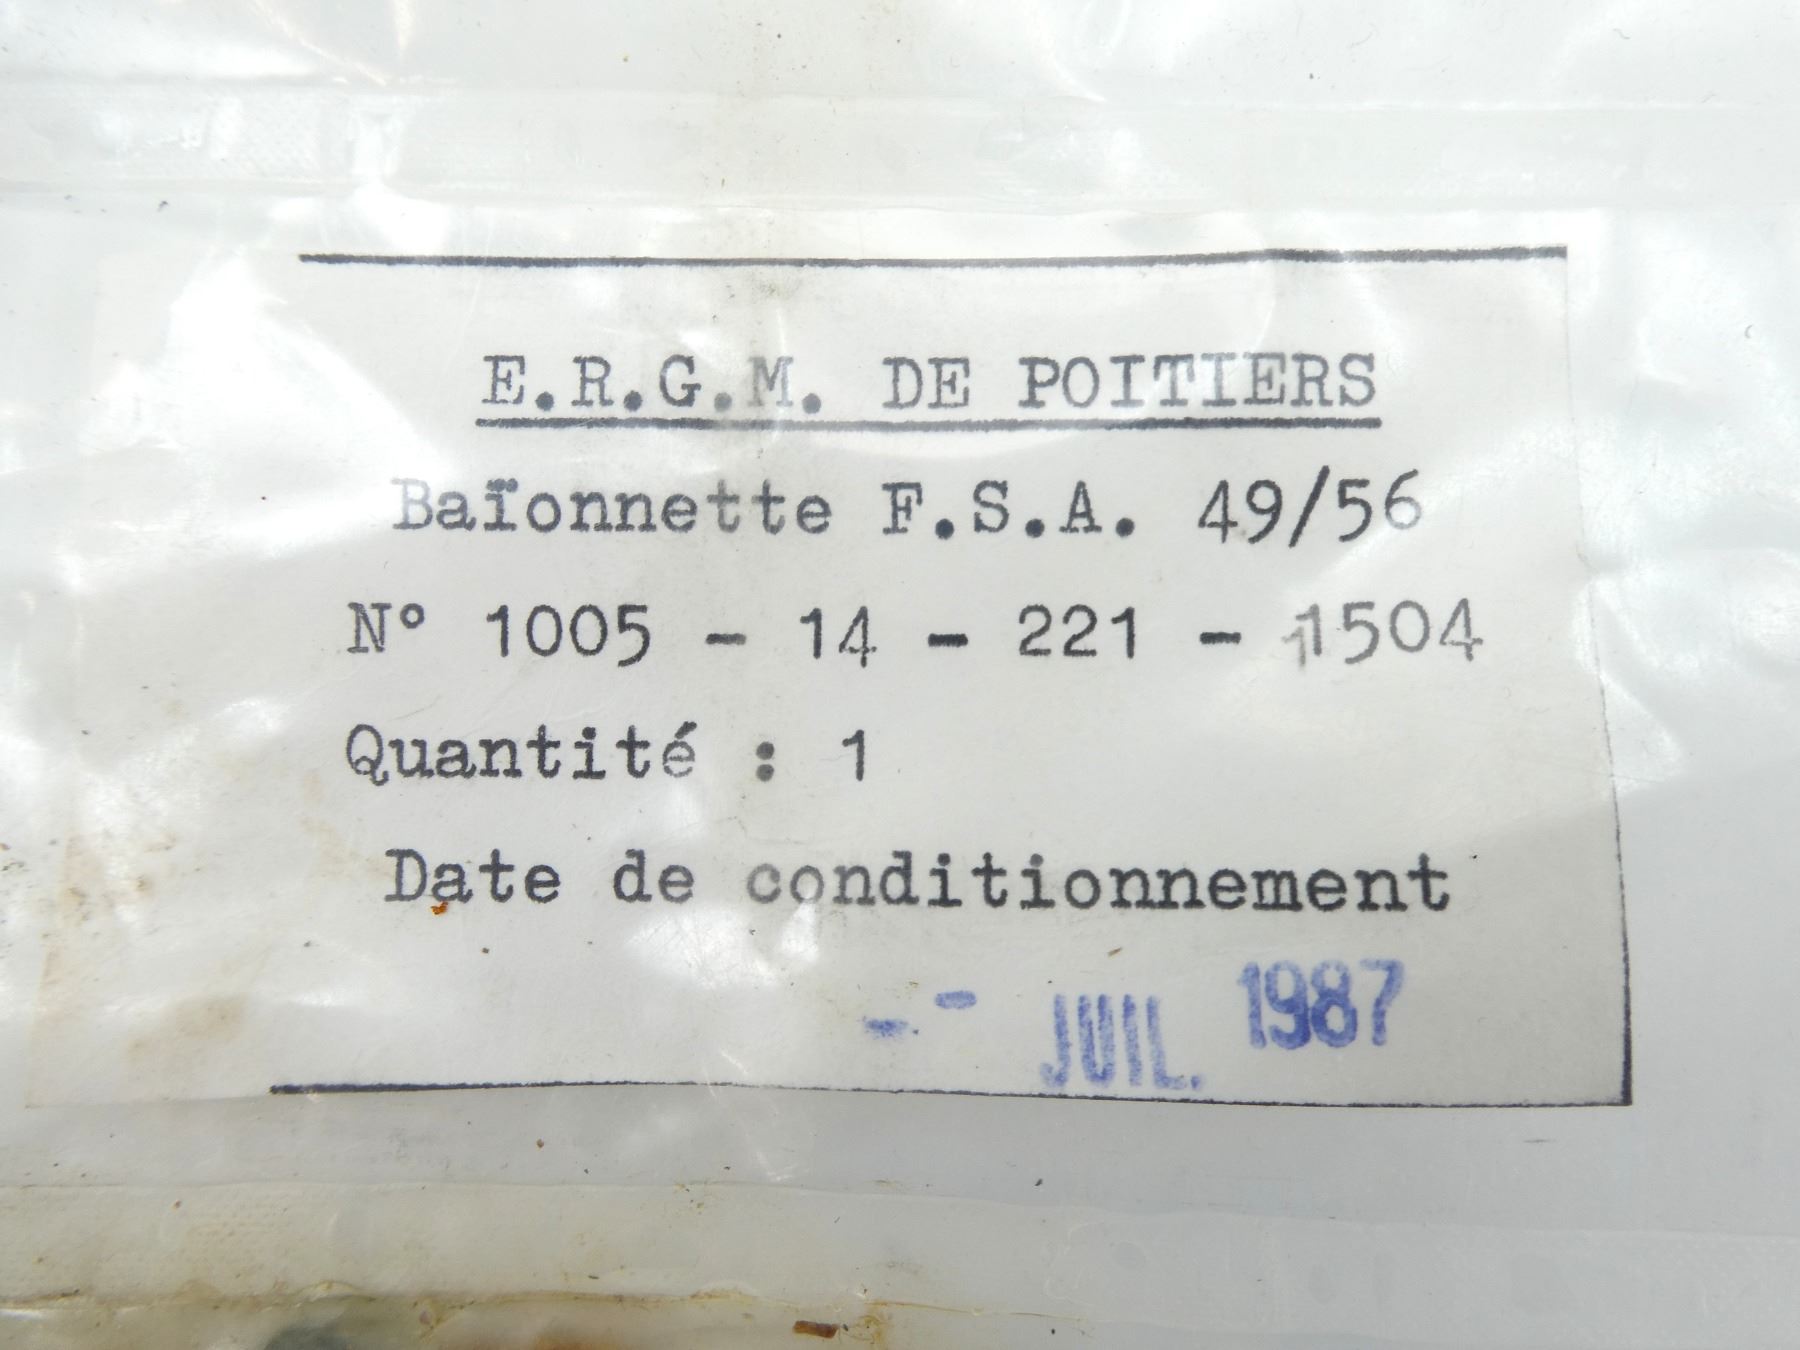 E.R.G.M. DE POITIERS
Baïonnette F.S.A. 49/56
N° 1005 - 14 - 221 - 1504
Quantité : 1
Date de conditionnement
- - JUIL. 1987